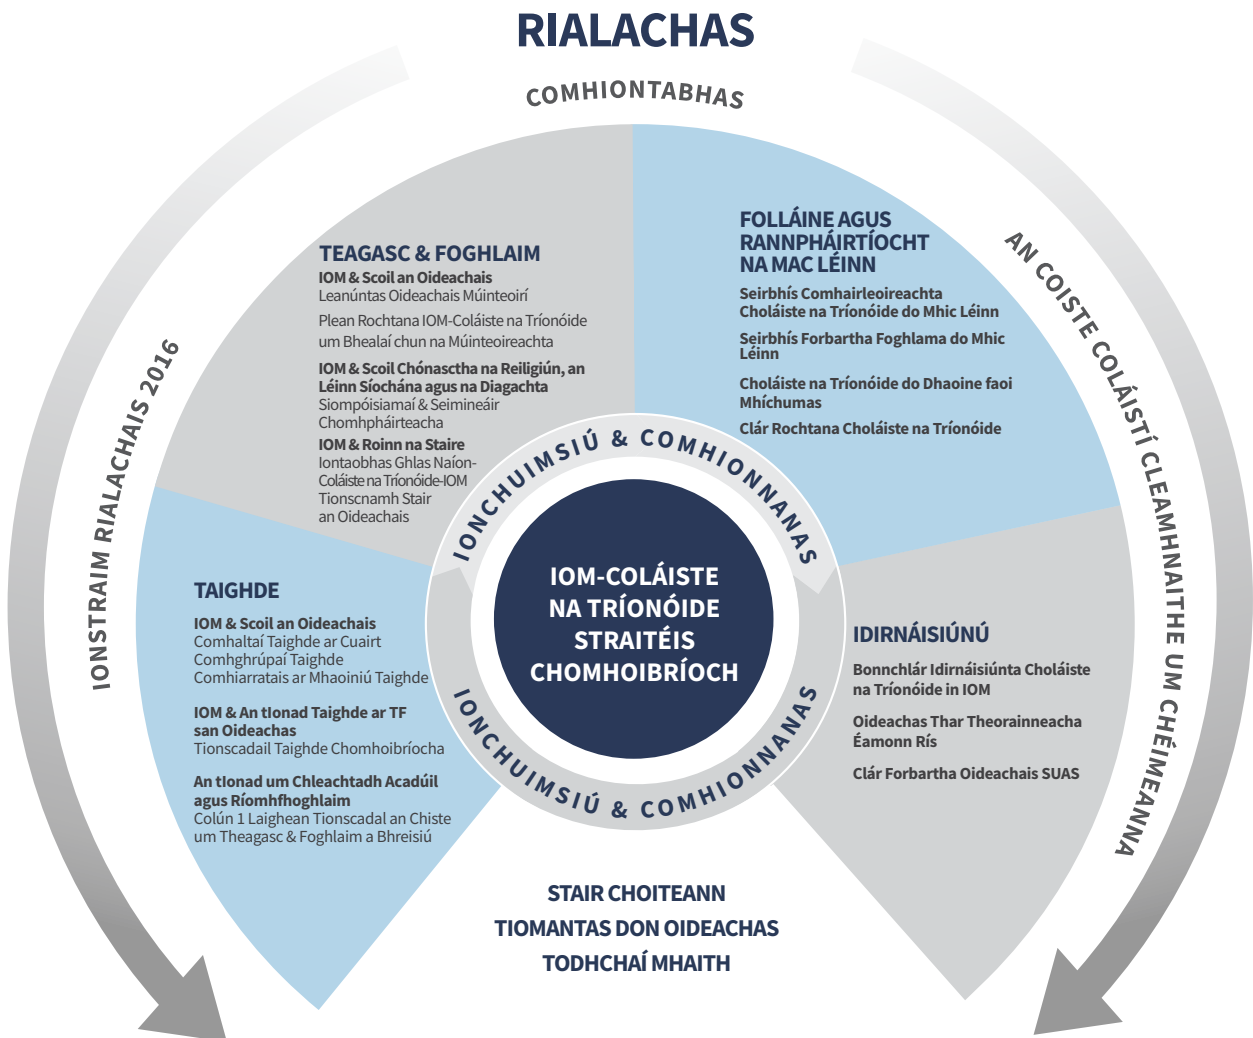 RIALACHAS
COMHIONTABHAS
IONSTRAIM RIALACHAIS 2016
AN COISTE COLÁISTÍ CLEAMHNAITHE UM CHÉIMEANNA
TEAGASC & FOGHLAIM
IOM & Scoil an Oideachais
Leanúntas Oideachais Múinteoirí
Plean Rochtana IOM-Coláiste na Tríonóide
um Bhealaí chun na Múinteoireachta
IOM & Scoil Chónasctha na Reiligiún, an
Léinn Síochána agus na Diagachta
Siompóisiamaí & Seimineáir
Chomhpháirteacha
IOM & Roinn na Staire
Iontaobhas Ghlas Naíon-
Coláiste na Tríonóide-IOM
Tionscnamh Stair
an Oideachais
FOLLÁINE AGUS
RANNPHÁIRTÍOCHT
NA MAC LÉINN
Seirbhís Comhairleoireachta
Choláiste na Tríonóide do Mhic Léinn
Seirbhís Forbartha Foghlama do Mhic
Léinn
Choláiste na Tríonóide do Dhaoine faoi
Mhíchumas
Clár Rochtana Choláiste na Tríonóide
IONCHUIMSIÚ & COMHIONNANAS
IOM-COLÁISTE
NA TRÍONÓIDE
STRAITÉIS
CHOMHOIBRÍOCH
IONCHUIMSIÚ & COMHIONNANAS
TAIGHDE
IOM & Scoil an Oideachais
Comhaltaí Taighde ar Cuairt
Comhghrúpaí Taighde
Comhiarratais ar Mhaoiniú Taighde
IOM & An tIonad Taighde ar TF
san Oideachas
Tionscadail Taighde Chomhoibríocha
An tIonad um Chleachtadh Acadúil
agus Ríomhfhoghlaim
Colún 1 Laighean Tionscadal an Chiste
um Theagasc & Foghlaim a Bhreisiú
IDIRNÁISIÚNÚ
Bonnchlár Idirnáisiúnta Choláiste
na Tríonóide in IOM
Oideachas Thar Theorainneacha
Éamonn Rís
Clár Forbartha Oideachais SUAS
STAIR CHOITEANN
TIOMANTAS DON OIDEACHAS
TODHCHAÍ MHAITH